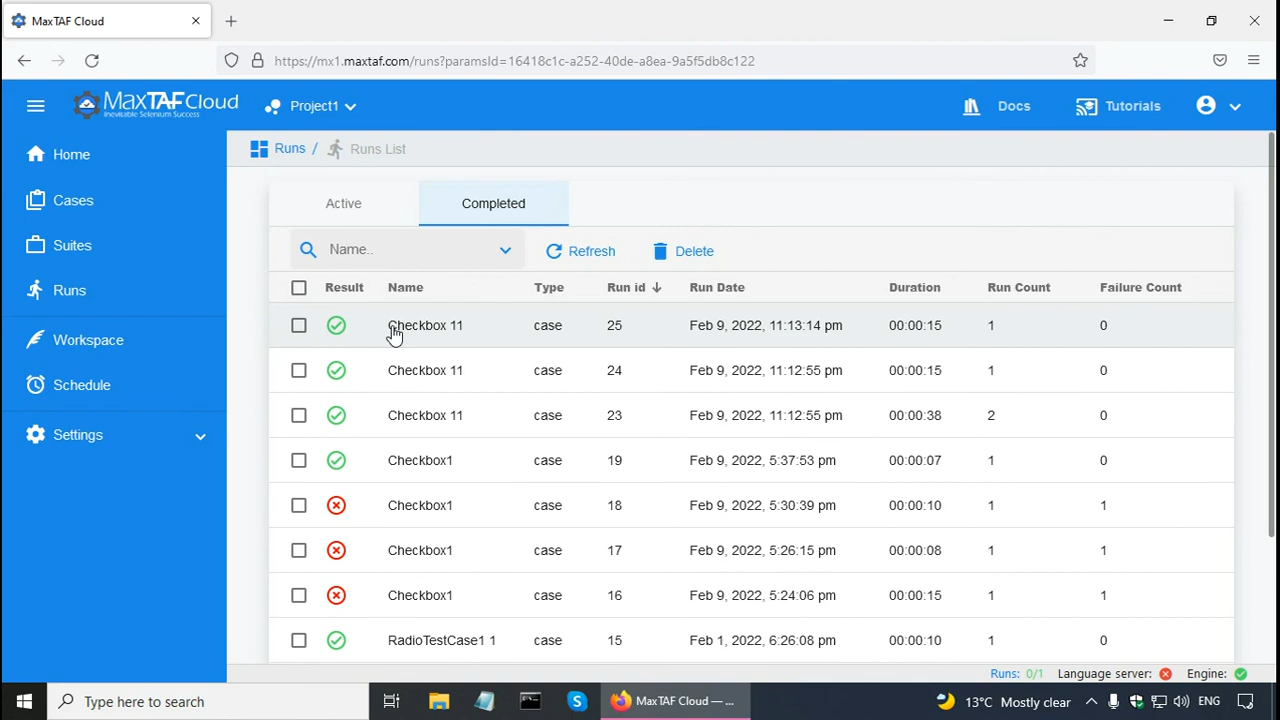 MaxTAF Cloud
https://mx1.maxtaf.com/runs?paramsId=16418c1c-a252-40de-a8ea-9a5f5db8c122
MaxTAFCloud
Inevitable Selenium Success
Project1
Docs
Tutorials
Home
Cases
Suites
Runs
Workspace
Schedule
Settings
Runs / Runs List
Active Completed
Name.. Refresh Delete
Result Name Type Run id Run Date Duration Run Count Failure Count
Checkbox 11 case 25 Feb 9, 2022, 11:13:14 pm 00:00:15 1 0
Checkbox 11 case 24 Feb 9, 2022, 11:12:55 pm 00:00:15 1 0
Checkbox 11 case 23 Feb 9, 2022, 11:12:55 pm 00:00:38 2 0
Checkbox1 case 19 Feb 9, 2022, 5:37:53 pm 00:00:07 1 0
Checkbox1 case 18 Feb 9, 2022, 5:30:39 pm 00:00:10 1 1
Checkbox1 case 17 Feb 9, 2022, 5:26:15 pm 00:00:08 1 1
Checkbox1 case 16 Feb 9, 2022, 5:24:06 pm 00:00:15 1 1
RadioTestCase1 1 case 15 Feb 1, 2022, 6:26:08 pm 00:00:10 1 0
Runs: 0/1 Language server: Engine:
Type here to search
MaxTAF Cloud — ...
13°C Mostly clear
ENG